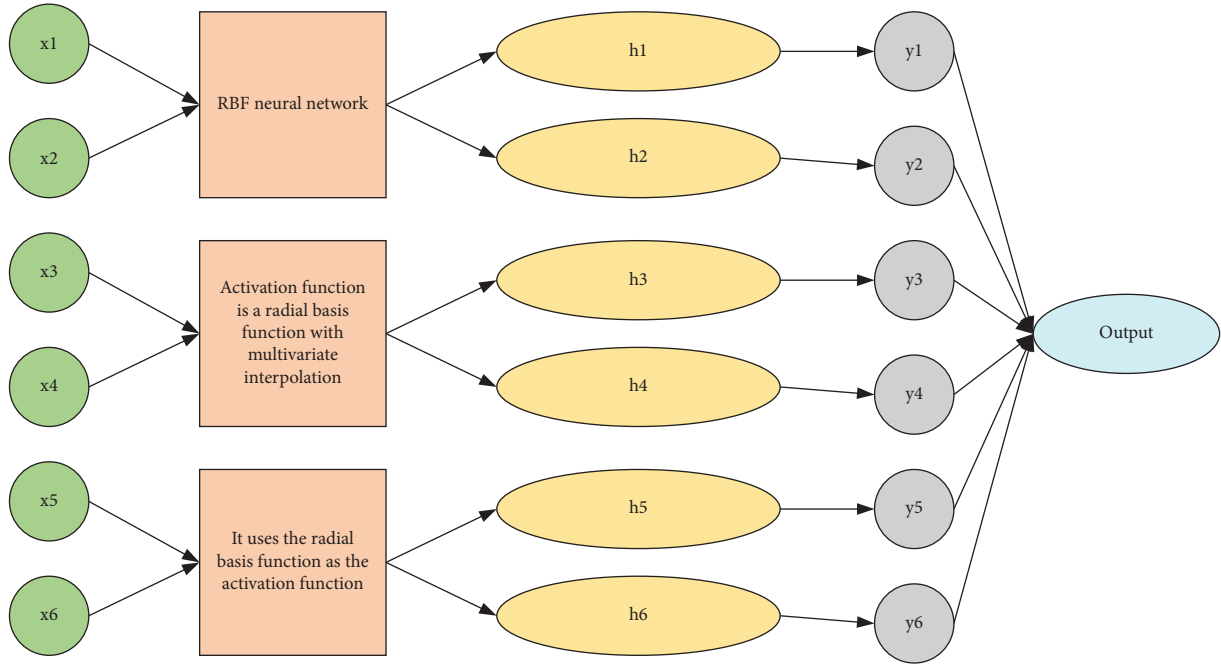 x1
x2
RBF neural network
h1
h2
y1
y2
x3
x4
Activation function
is a radial basis
function with
multivariate
interpolation
h3
h4
y3
y4
Output
x5
x6
It uses the radial
basis function as the
activation function
h5
h6
y5
y6